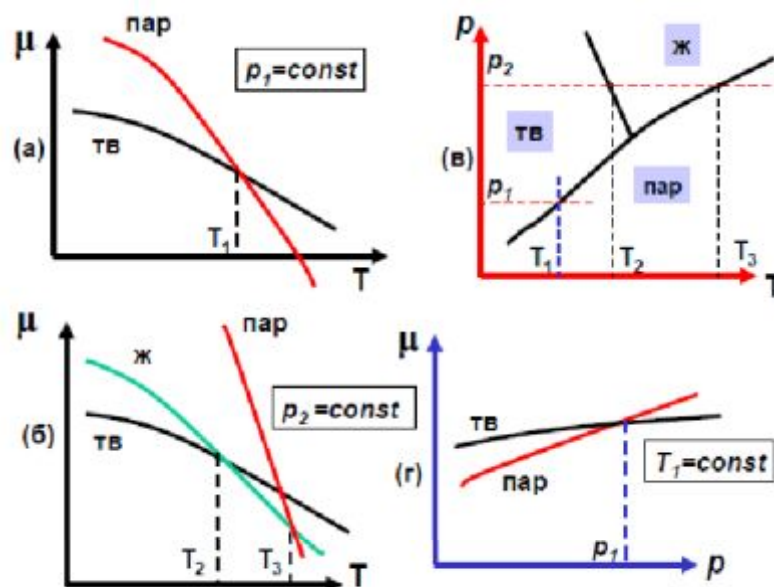 (а)
μ
пар
p₁=const
тв
T₁
T
(в)
p
p₂
ж
тв
p₁
пар
T₁
T₂
T₃
T
(б)
μ
пар
ж
p₂=const
тв
T₂
T₃
T
(г)
μ
тв
пар
T₁=const
p₁
p